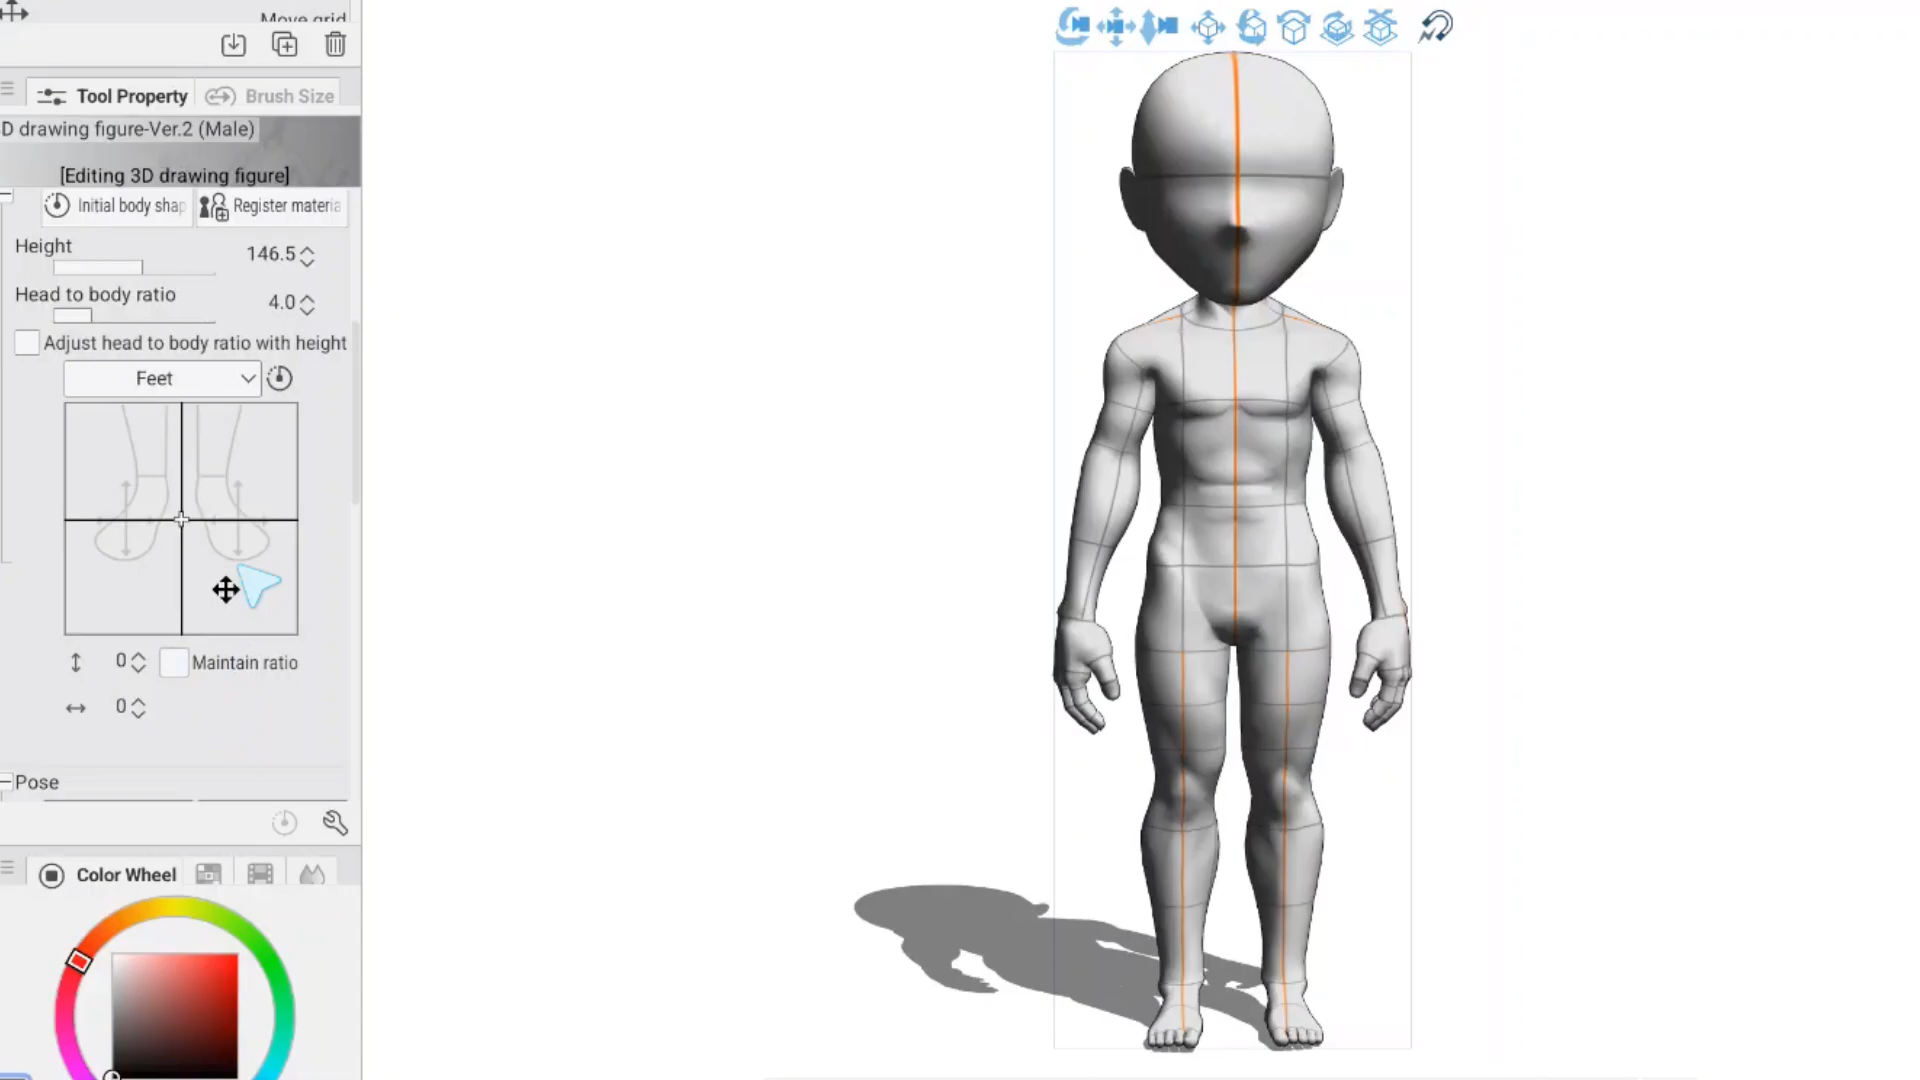 Move grid
Tool Property Brush Size
D drawing figure-Ver.2 (Male)
[Editing 3D drawing figure]
Initial body shap Register materia
Height 146.5
Head to body ratio 4.0
Adjust head to body ratio with height
Feet
0 Maintain ratio
0
Pose
Color Wheel